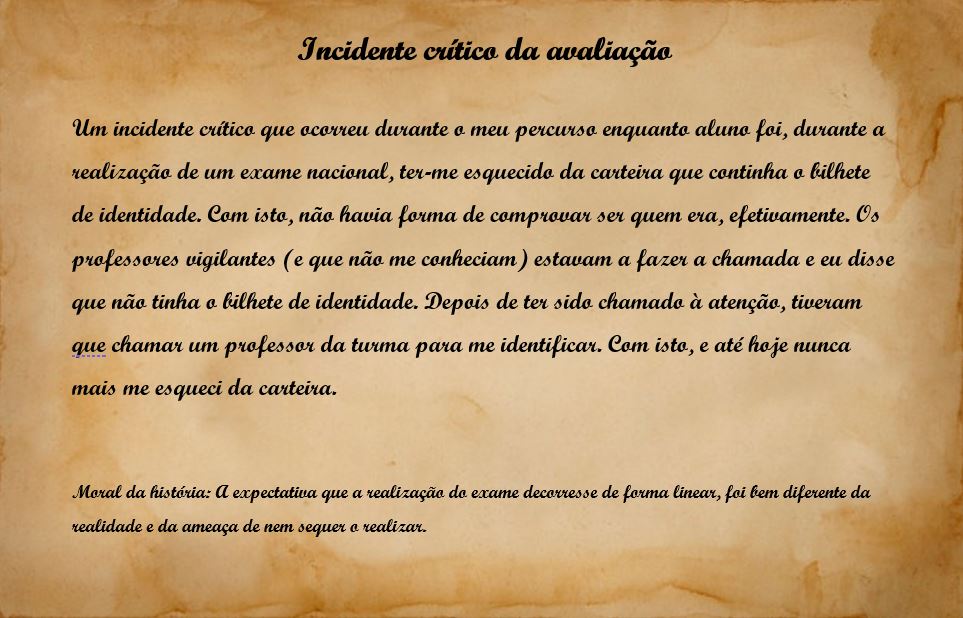 Incidente crítico da avaliação
Um incidente crítico que ocorreu durante o meu percurso enquanto aluno foi, durante a
realização de um exame nacional, ter-me esquecido da carteira que continha o bilhete
de identidade. Com isto, não havia forma de comprovar ser quem era, efetivamente. Os
professores vigilantes (e que não me conheciam) estavam a fazer a chamada e eu disse
que não tinha o bilhete de identidade. Depois de ter sido chamado à atenção, tiveram
que chamar um professor da turma para me identificar. Com isto, e até hoje nunca
mais me esqueci da carteira.
Moral da história: A expectativa que a realização do exame decorresse de forma linear, foi bem diferente da
realidade e da ameaça de nem sequer o realizar.